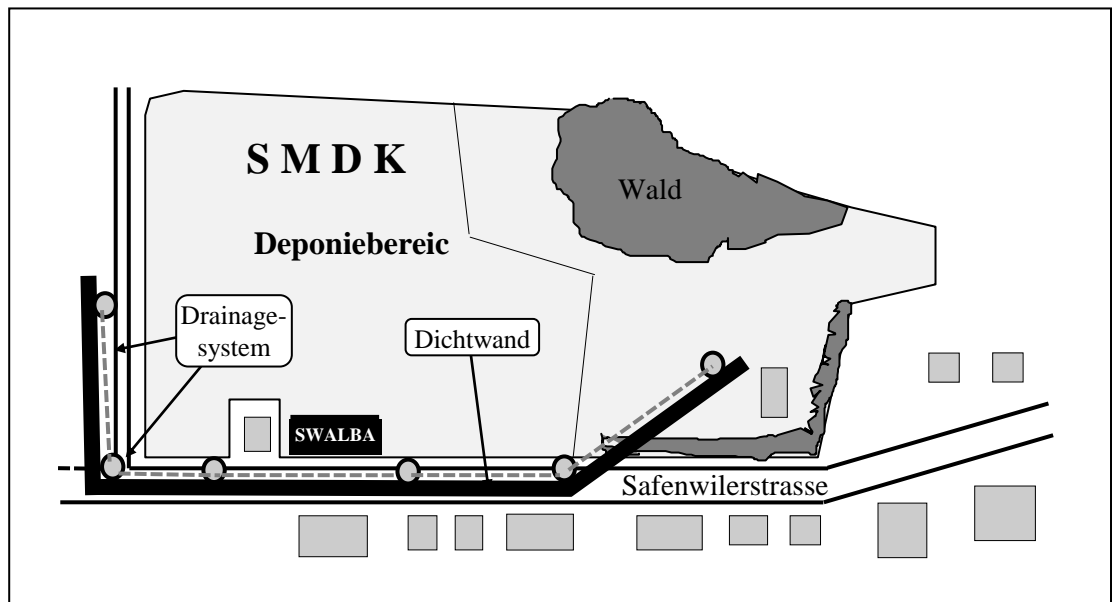 S M D K
Wald
Deponiebereic
Drainage-
system
Dichtwand
SWALBA
Safenwilerstrasse